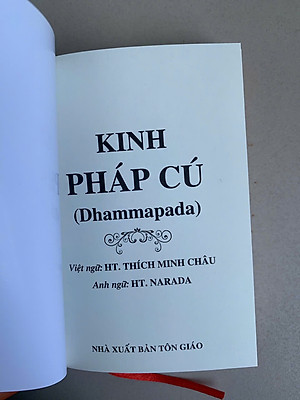 KINH
PHÁP CÚ
(Dhammapada)
Việt ngữ: HT. THÍCH MINH CHÂU
Anh ngữ: HT. NARADA
NHÀ XUẤT BẢN TÔN GIÁO